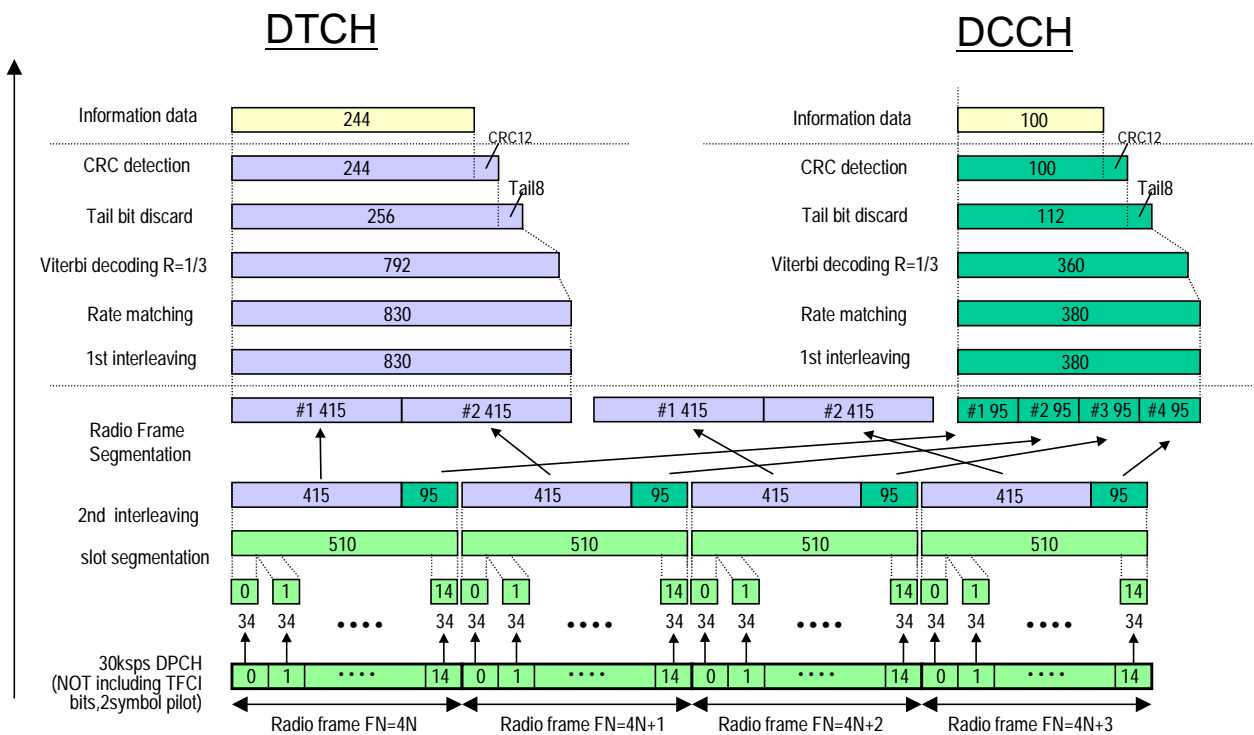 DTCH DCCH
Information data 244 Information data 100
CRC12 CRC12
CRC detection 244 CRC detection 100
Tail8 Tail8
Tail bit discard 256 Tail bit discard 112
Viterbi decoding R=1/3 792 Viterbi decoding R=1/3 360
Rate matching 830 Rate matching 380
1st interleaving 830 1st interleaving 380
#1 415 #2 415 #1 415 #2 415 #1 95 #2 95 #3 95 #4 95
Radio Frame
Segmentation
415 95 415 95 415 95 415 95
2nd interleaving
510 510 510 510
slot segmentation
0 1 14 0 1 14 0 1 14 0 1 14
34 34 •••• 34 34 34 •••• 34 34 34 •••• 34 34 34 •••• 34
30ksps DPCH
(NOT including TFCI
bits,2symbol pilot)
0 1 •••• 14 0 1 •••• 14 0 1 •••• 14 0 1 •••• 14
Radio frame FN=4N Radio frame FN=4N+1 Radio frame FN=4N+2 Radio frame FN=4N+3